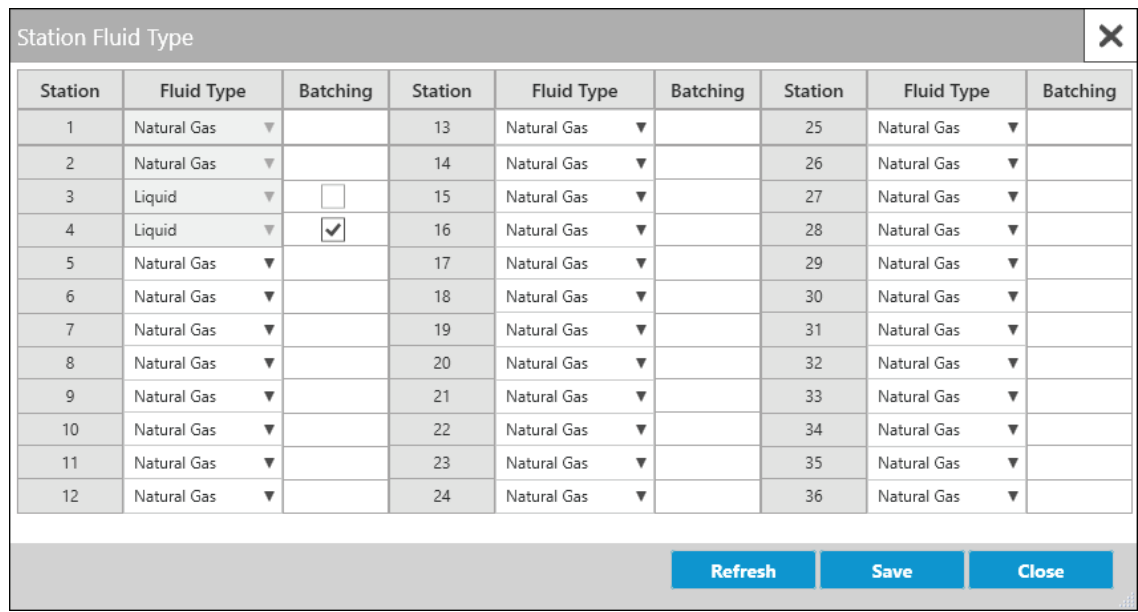 Station Fluid Type
Station Fluid Type Batching Station Fluid Type Batching Station Fluid Type Batching
1 Natural Gas 13 Natural Gas 25 Natural Gas
2 Natural Gas 14 Natural Gas 26 Natural Gas
3 Liquid 15 Natural Gas 27 Natural Gas
4 Liquid 16 Natural Gas 28 Natural Gas
5 Natural Gas 17 Natural Gas 29 Natural Gas
6 Natural Gas 18 Natural Gas 30 Natural Gas
7 Natural Gas 19 Natural Gas 31 Natural Gas
8 Natural Gas 20 Natural Gas 32 Natural Gas
9 Natural Gas 21 Natural Gas 33 Natural Gas
10 Natural Gas 22 Natural Gas 34 Natural Gas
11 Natural Gas 23 Natural Gas 35 Natural Gas
12 Natural Gas 24 Natural Gas 36 Natural Gas
Refresh Save Close